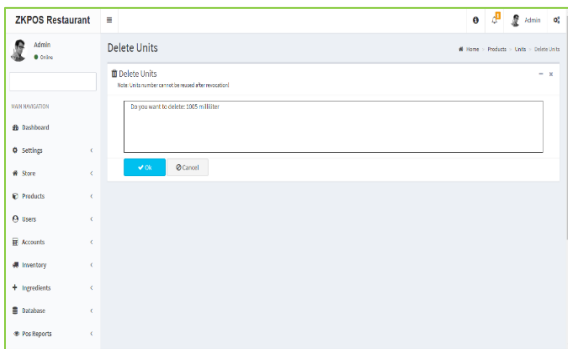 ZKPOS Restaurant
Admin
Admin
Online
Delete Units
Home > Products > Units > Delete Units
Delete Units
Note: Units number cannot be reused after revocation!
MAIN NAVIGATION
Do you want to delete: 1005 milliliter
Dashboard
Ok
Cancel
Settings
Store
Products
Users
Accounts
Inventory
Ingredients
Database
Pos Reports